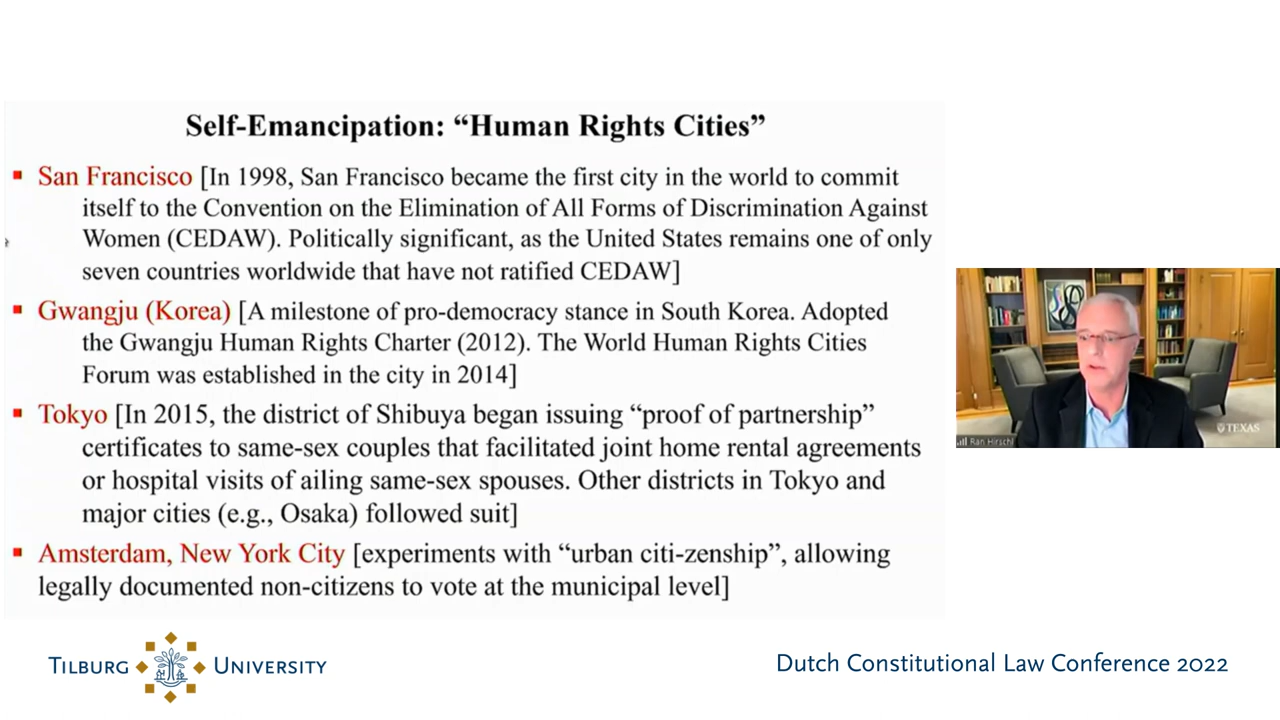 Self-Emancipation: “Human Rights Cities”
San Francisco [In 1998, San Francisco became the first city in the world to commit
itself to the Convention on the Elimination of All Forms of Discrimination Against
Women (CEDAW). Politically significant, as the United States remains one of only
seven countries worldwide that have not ratified CEDAW]
Gwangju (Korea) [A milestone of pro-democracy stance in South Korea. Adopted
the Gwangju Human Rights Charter (2012). The World Human Rights Cities
Forum was established in the city in 2014]
Tokyo [In 2015, the district of Shibuya began issuing “proof of partnership”
certificates to same-sex couples that facilitated joint home rental agreements
or hospital visits of ailing same-sex spouses. Other districts in Tokyo and
major cities (e.g., Osaka) followed suit]
Amsterdam, New York City [experiments with “urban citi-zenship”, allowing
legally documented non-citizens to vote at the municipal level]
Ran Hirschl
TEXAS
TILBURG UNIVERSITY
Dutch Constitutional Law Conference 2022